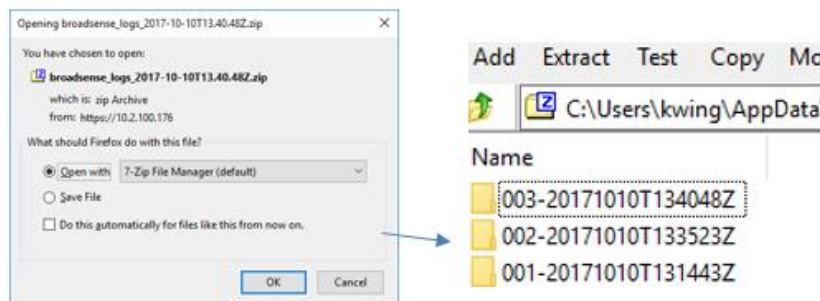 Opening broadsense_logs_2017-10-10T13.40.48Z.zip
You have chosen to open:
broadsense_logs_2017-10-10T13.40.48Z.zip
which is: zip Archive
from: https://10.2.100.176
What should Firefox do with this file?
Open with 7-Zip File Manager (default)
Save File
Do this automatically for files like this from now on.
OK Cancel
Add Extract Test Copy Mo
C:\Users\kwing\AppData\
Name
003-20171010T134048Z
002-20171010T133523Z
001-20171010T131443Z